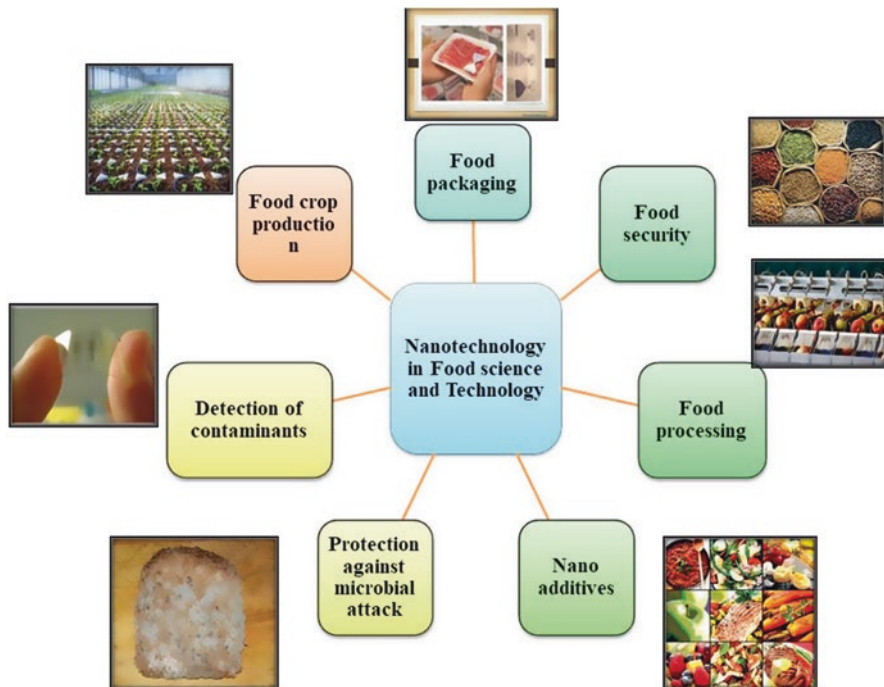 Food
packaging
Food
security
Food crop
productio
n
Nanotechnology
in Food science
and Technology
Detection of
contaminants
Food
processing
Protection
against
microbial
attack
Nano
additives